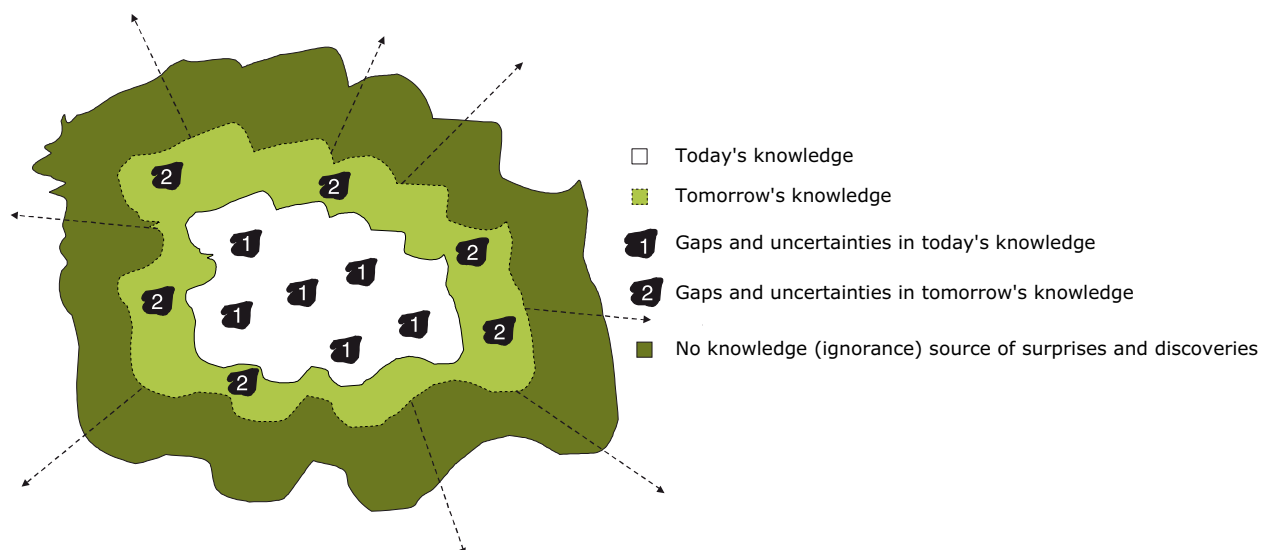 2
2
1
2
1
1
2
1
1
2
1
2
Today's knowledge
Tomorrow's knowledge
1 Gaps and uncertainties in today's knowledge
2 Gaps and uncertainties in tomorrow's knowledge
No knowledge (ignorance) source of surprises and discoveries